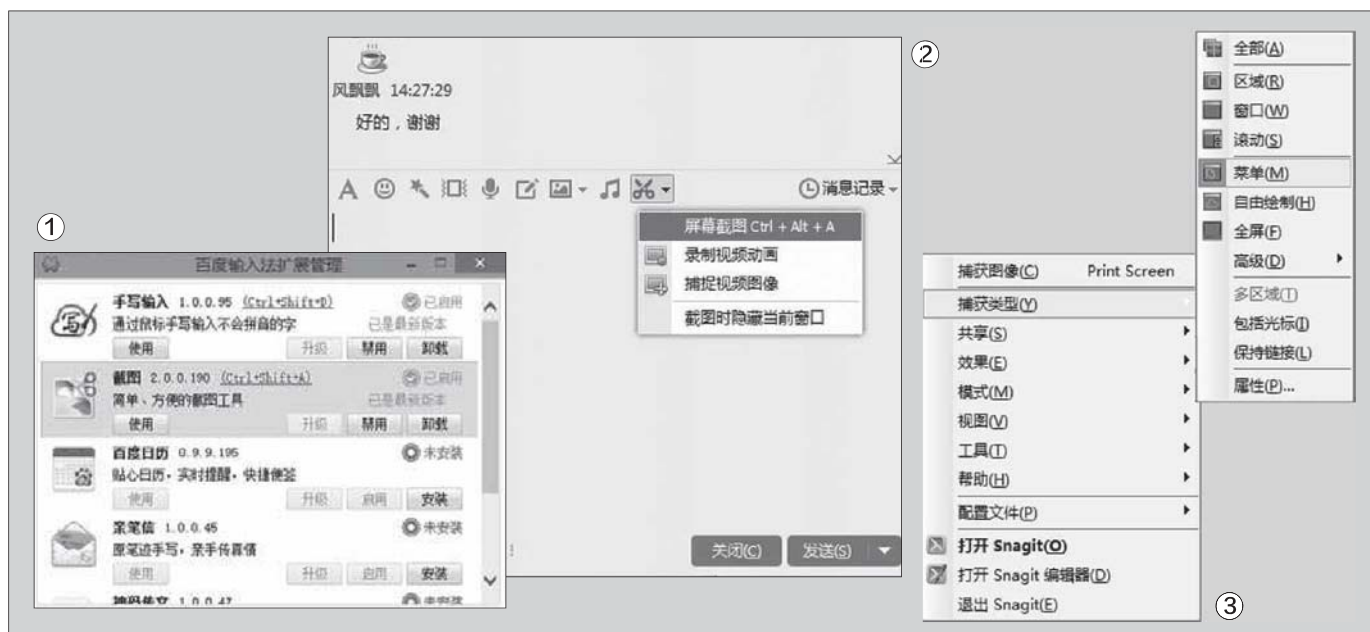 ①
百度输入法扩展管理
手写输入 1.0.0.95 (Ctrl+Shift+D) 已启用
通过鼠标手写输入不会拼音的字 已是最新版本
使用 升级 禁用 卸载
截图 2.0.0.190 (Ctrl+Shift+A) 已启用
简单、方便的截图工具 已是最新版本
使用 升级 禁用 卸载
百度日历 0.9.9.195 未安装
贴心日历,实时提醒,快捷便签
使用 升级 启用 安装
亲笔信 1.0.0.45 未安装
原笔迹手写,亲手传真情
使用 升级 启用 安装
神码传文 1.0.0.47 未安装
②
风飘飘 14:27:29
好的,谢谢
消息记录
屏幕截图 Ctrl + Alt + A
录制视频动画
捕捉视频图像
截图时隐藏当前窗口
关闭(C) 发送(S)
捕获图像(C) Print Screen
捕获类型(Y)
共享(S)
效果(E)
模式(M)
视图(V)
工具(T)
帮助(H)
配置文件(P)
打开 Snagit(O)
打开 Snagit 编辑器(D)
退出 Snagit(E)
全部(A)
区域(R)
窗口(W)
滚动(S)
菜单(M)
自由绘制(H)
全屏(F)
高级(D)
多区域(T)
包括光标(I)
保持链接(L)
属性(P)...
③